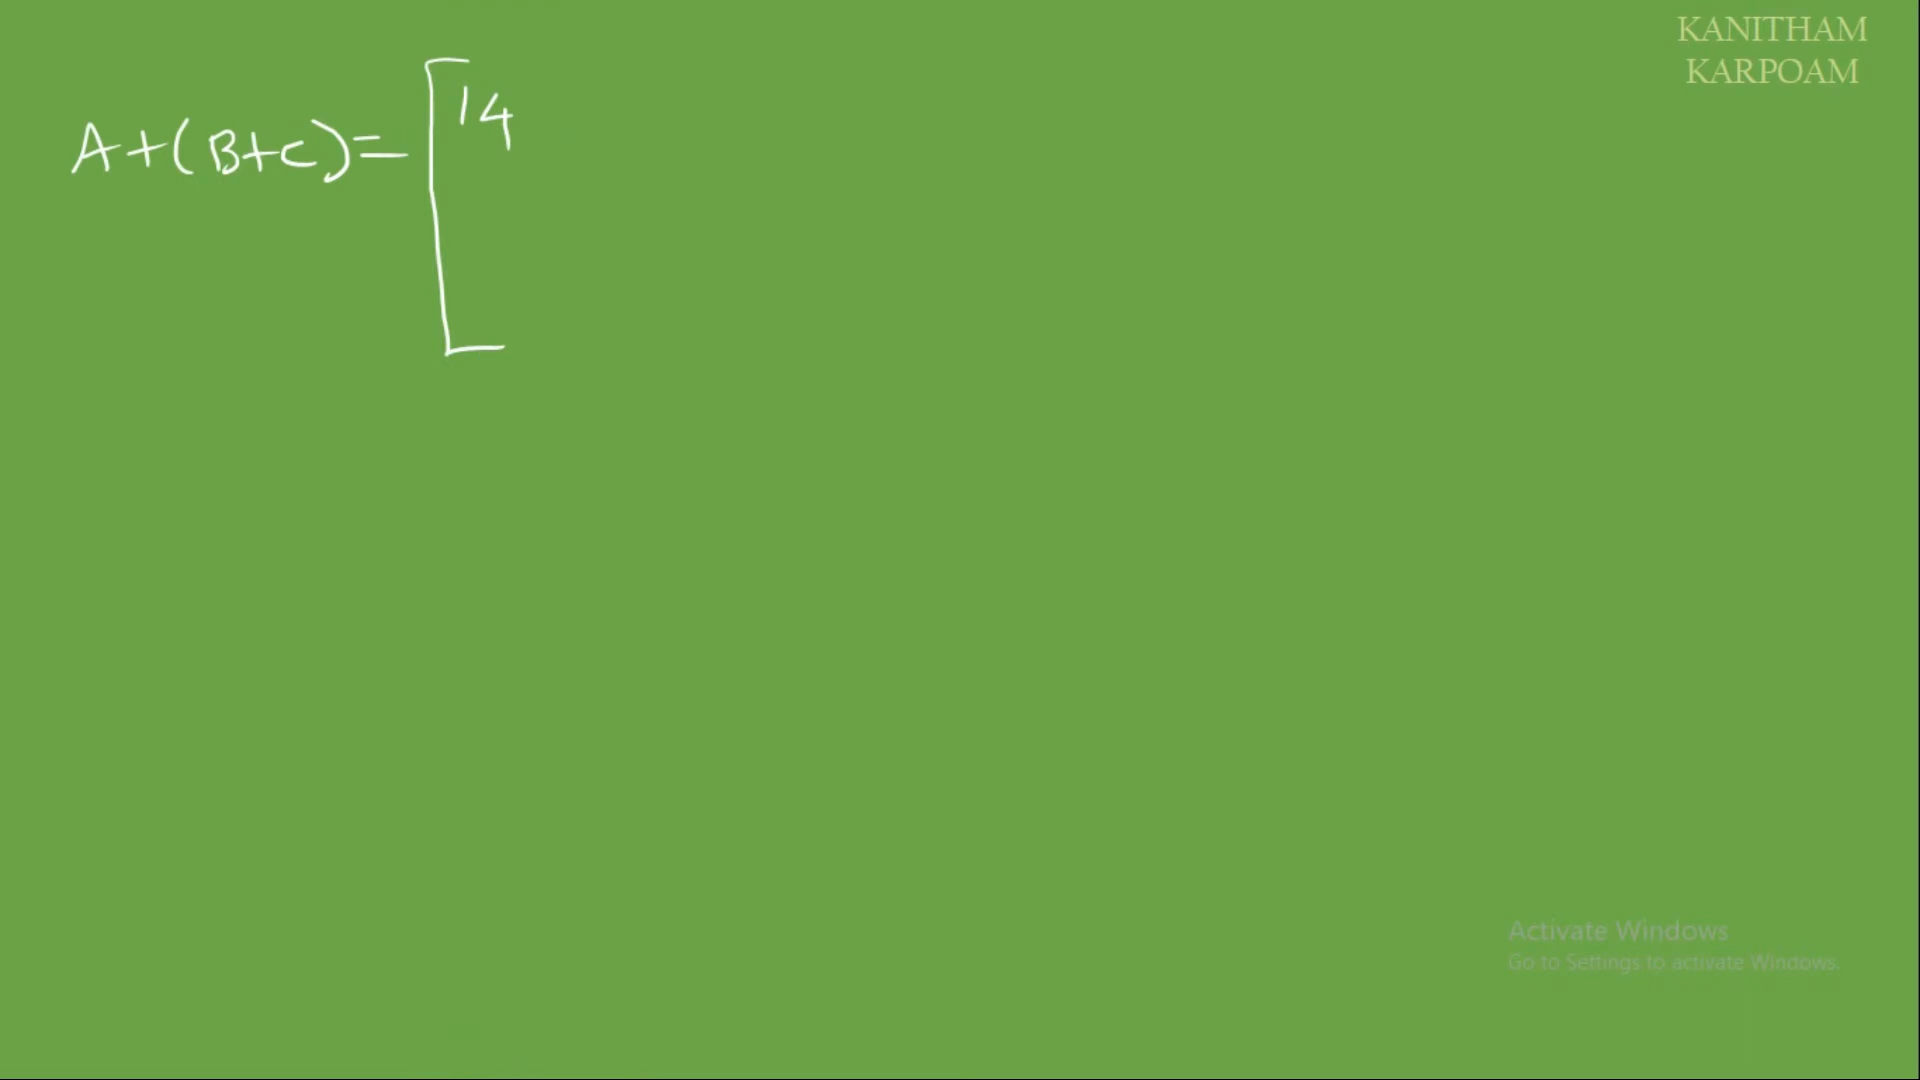 KANITHAM
KARPOAM
A+(B+C)= [14
Activate Windows
Go to Settings to activate Windows.